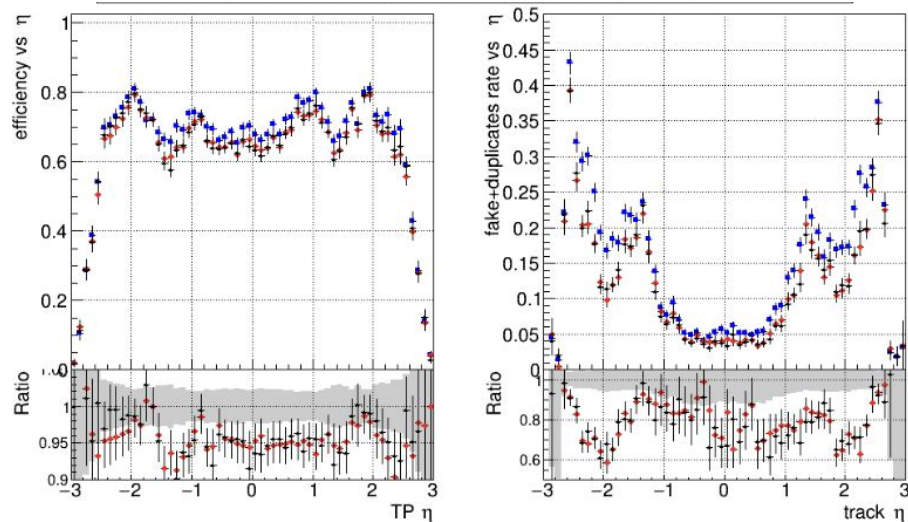 efficiency vs η
1
0.8
0.6
0.4
0.2
0
Ratio
1
0.95
0.9
−3 −2 −1 0 1 2 3
TP η
fake+duplicates rate vs η
0.5
0.45
0.4
0.35
0.3
0.25
0.2
0.15
0.1
0.05
0
Ratio
1
0.8
0.6
−3 −2 −1 0 1 2 3
track η